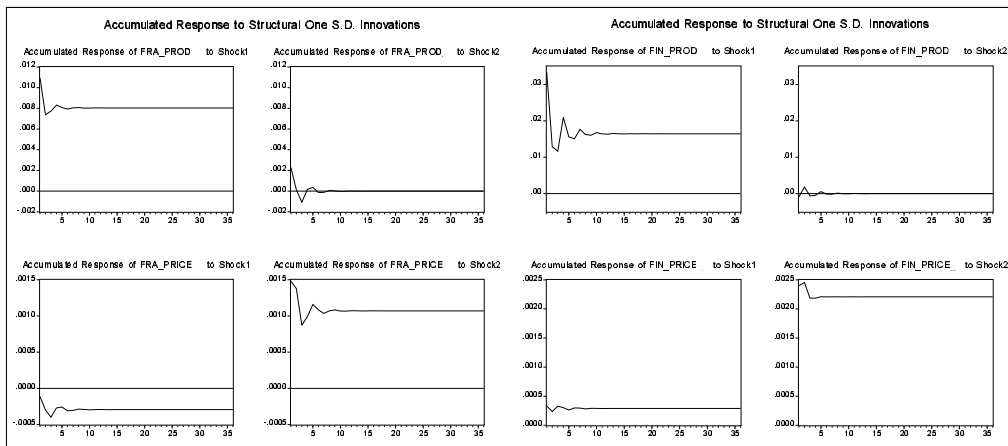 Accumulated Response to Structural One S.D. Innovations
Accumulated Response of FRA_PROD to Shock1
Accumulated Response of FRA_PROD to Shock2
.012
.010
.008
.006
.004
.002
.000
-.002
5 10 15 20 25 30 35
.012
.010
.008
.006
.004
.002
.000
-.002
5 10 15 20 25 30 35
Accumulated Response of FRA_PRICE to Shock1
Accumulated Response of FRA_PRICE to Shock2
.0015
.0010
.0005
.0000
-.0005
5 10 15 20 25 30 35
.0015
.0010
.0005
.0000
-.0005
5 10 15 20 25 30 35
Accumulated Response to Structural One S.D. Innovations
Accumulated Response of FIN_PROD to Shock1
Accumulated Response of FIN_PROD to Shock2
.03
.02
.01
.00
5 10 15 20 25 30 35
.03
.02
.01
.00
5 10 15 20 25 30 35
Accumulated Response of FIN_PRICE_ to Shock1
Accumulated Response of FIN_PRICE_ to Shock2
.0025
.0020
.0015
.0010
.0005
.0000
5 10 15 20 25 30 35
.0025
.0020
.0015
.0010
.0005
.0000
5 10 15 20 25 30 35